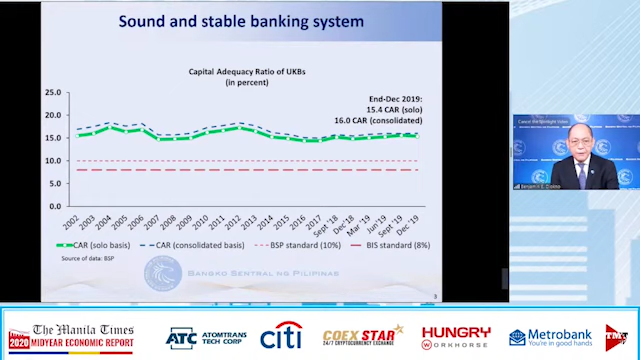 Sound and stable banking system
Capital Adequacy Ratio of UKBs
(in percent)
End-Dec 2019:
15.4 CAR (solo)
16.0 CAR (consolidated)
25.0
20.0
15.0
10.0
5.0
0.0
2002
2003
2004
2005
2006
2007
2008
2009
2010
2011
2012
2013
2014
2015
2016
2017
Sept '18
Dec'18
Mar '19
Jun'19
Sept '19
Dec '19
CAR (solo basis)
CAR (consolidated basis)
BSP standard (10%)
BIS standard (8%)
Source of data: BSP
BANGKO SENTRAL NG PILIPINAS
3
Cancel the Spotlight Video
Benjamin E. Diokno
The Manila Times
2020 MIDYEAR ECONOMIC REPORT
ATC ATOMTRANS TECH CORP
citi
COEX STAR
24/7 CRYPTOCURRENCY EXCHANGE
HUNGRY
WORKHORSE
Metrobank
You're in good hands